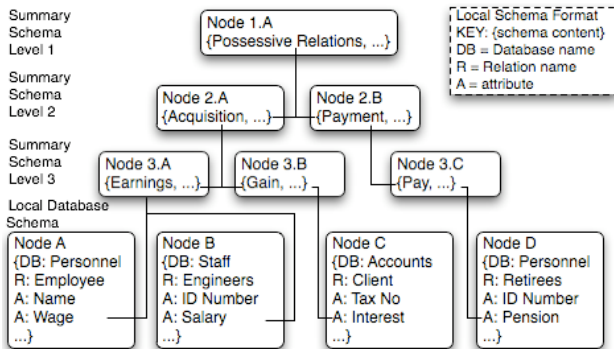 Summary
Schema
Level 1
Node 1.A
{Possessive Relations, ...}
Local Schema Format
KEY: {schema content}
DB = Database name
R = Relation name
A = attribute
Summary
Schema
Level 2
Node 2.A
{Acquisition, ...}
Node 2.B
{Payment, ...}
Summary
Schema
Level 3
Node 3.A
{Earnings, ...}
Node 3.B
{Gain, ...}
Node 3.C
{Pay, ...}
Local Database
Schema
Node A
{DB: Personnel
R: Employee
A: Name
A: Wage
...}
Node B
{DB: Staff
R: Engineers
A: ID Number
A: Salary
...}
Node C
{DB: Accounts
R: Client
A: Tax No
A: Interest
...}
Node D
{DB: Personnel
R: Retirees
A: ID Number
A: Pension
...}